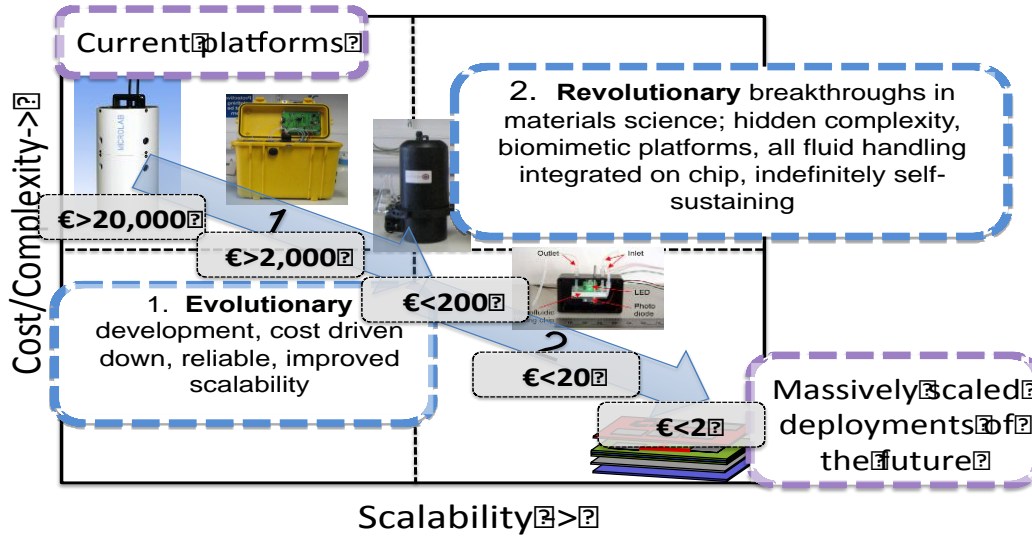 Current platforms
MICROLAB
Cost/Complexity->
€>20,000
1
€>2,000
€<200
2. Revolutionary breakthroughs in
materials science; hidden complexity,
biomimetic platforms, all fluid handling
integrated on chip, indefinitely self-
sustaining
1. Evolutionary
development, cost driven
down, reliable, improved
scalability
Outlet
Inlet
LED
Photo
diode
2
€<20
€<2
Massively scaled
deployments of
the future
Scalability ->